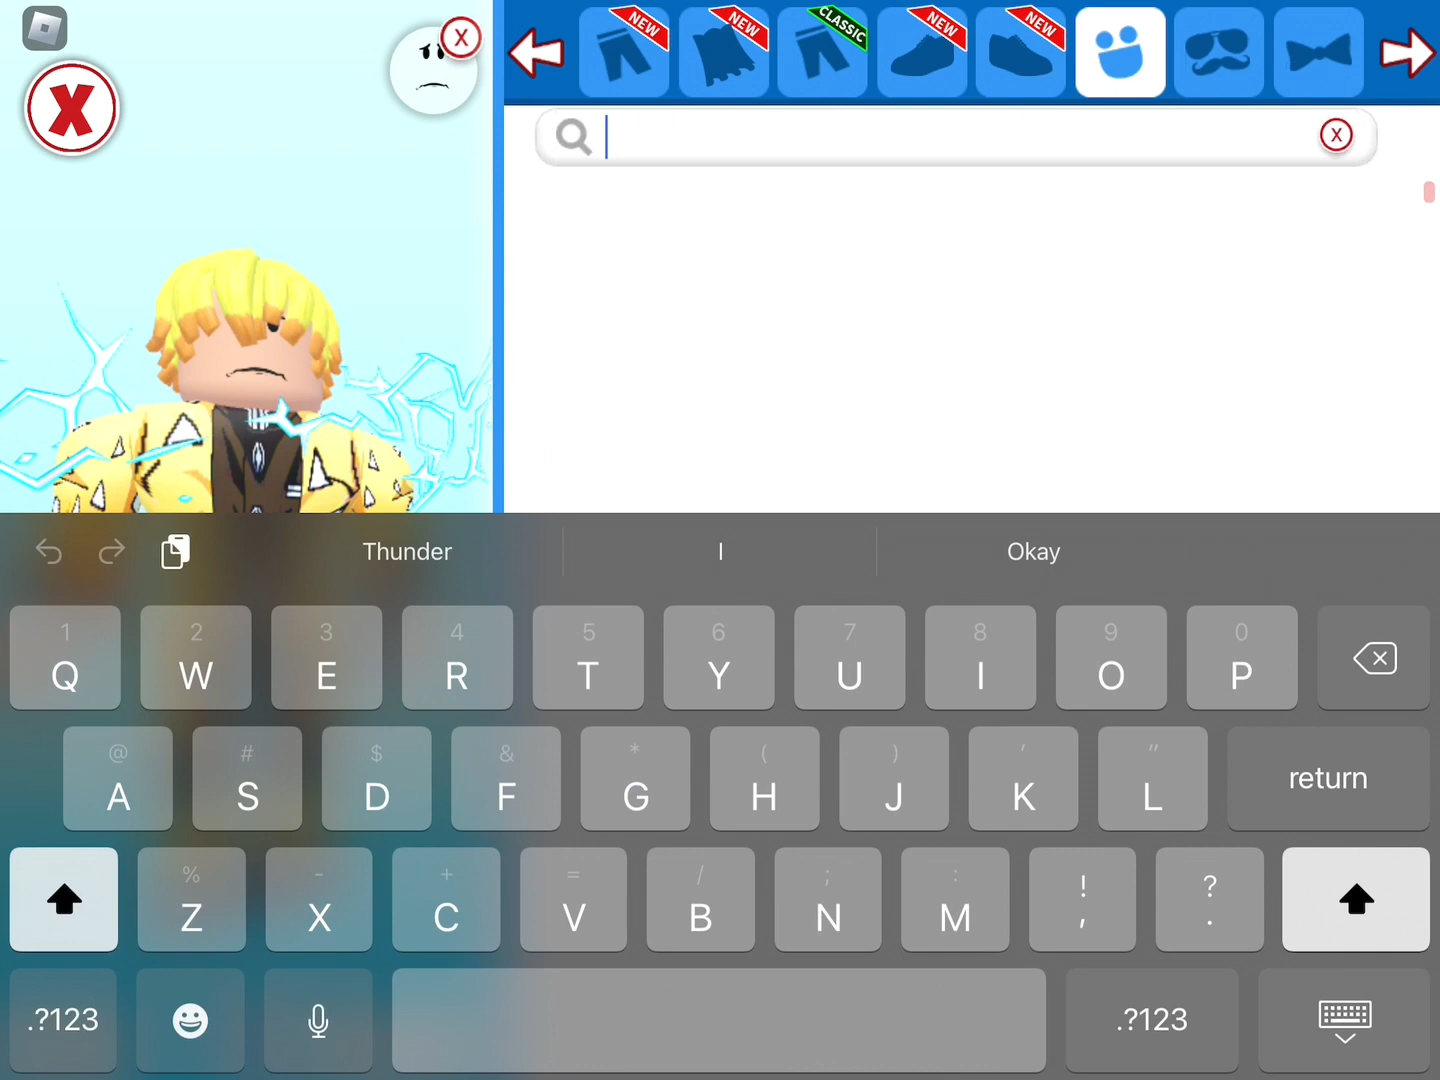 X
X
NEW
NEW
CLASSIC
NEW
NEW
X
Thunder
I
Okay
1 2 3 4 5 6 7 8 9 0
Q W E R T Y U I O P
@ # $ & * ( ) ' "
A S D F G H J K L return
% - + = / ; : ! ?
Z X C V B N M , .
.?123 .?123